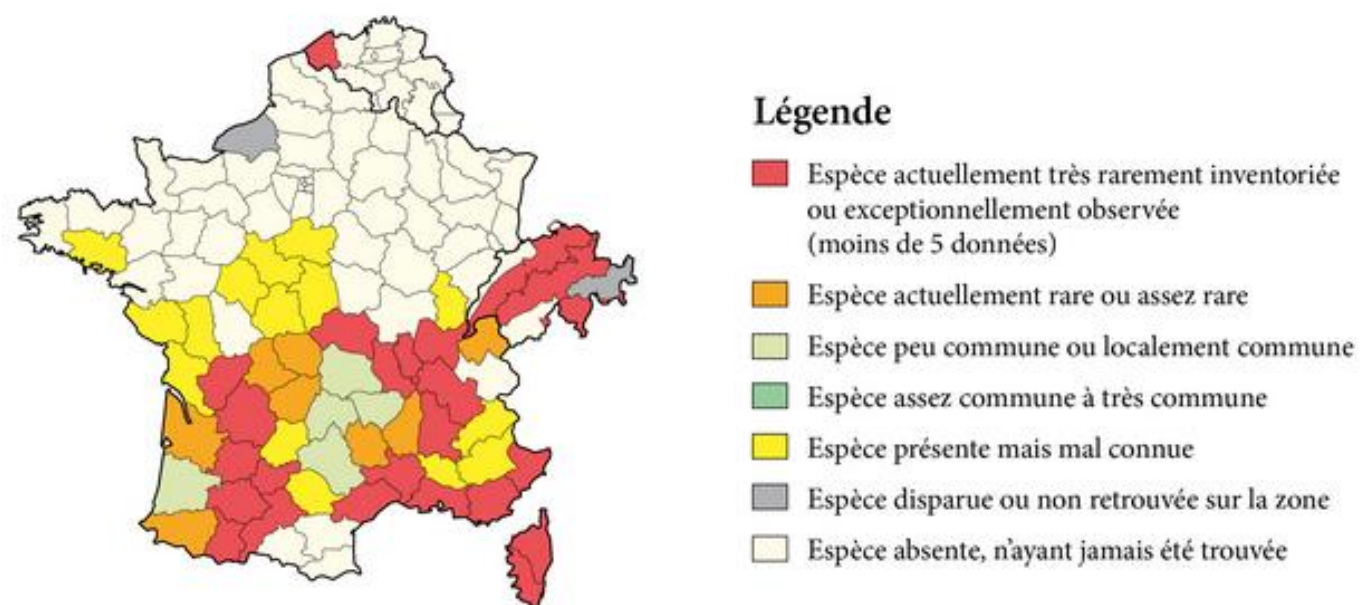 Légende
Espèce actuellement très rarement inventoriée
ou exceptionnellement observée
(moins de 5 données)
Espèce actuellement rare ou assez rare
Espèce peu commune ou localement commune
Espèce assez commune à très commune
Espèce présente mais mal connue
Espèce disparue ou non retrouvée sur la zone
Espèce absente, n'ayant jamais été trouvée